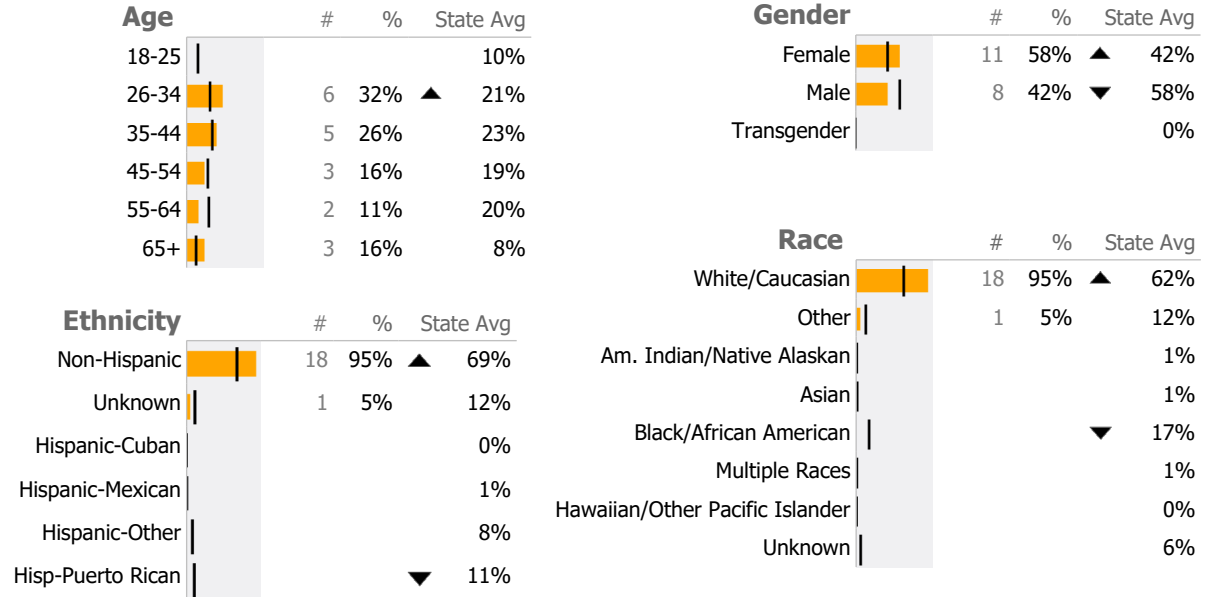 Age # % State Avg
18-25 10%
26-34 6 32% ▲ 21%
35-44 5 26% 23%
45-54 3 16% 19%
55-64 2 11% 20%
65+ 3 16% 8%
Ethnicity # % State Avg
Non-Hispanic 18 95% ▲ 69%
Unknown 1 5% 12%
Hispanic-Cuban 0%
Hispanic-Mexican 1%
Hispanic-Other 8%
Hisp-Puerto Rican ▼ 11%
Gender # % State Avg
Female 11 58% ▲ 42%
Male 8 42% ▼ 58%
Transgender 0%
Race # % State Avg
White/Caucasian 18 95% ▲ 62%
Other 1 5% 12%
Am. Indian/Native Alaskan 1%
Asian 1%
Black/African American ▼ 17%
Multiple Races 1%
Hawaiian/Other Pacific Islander 0%
Unknown 6%